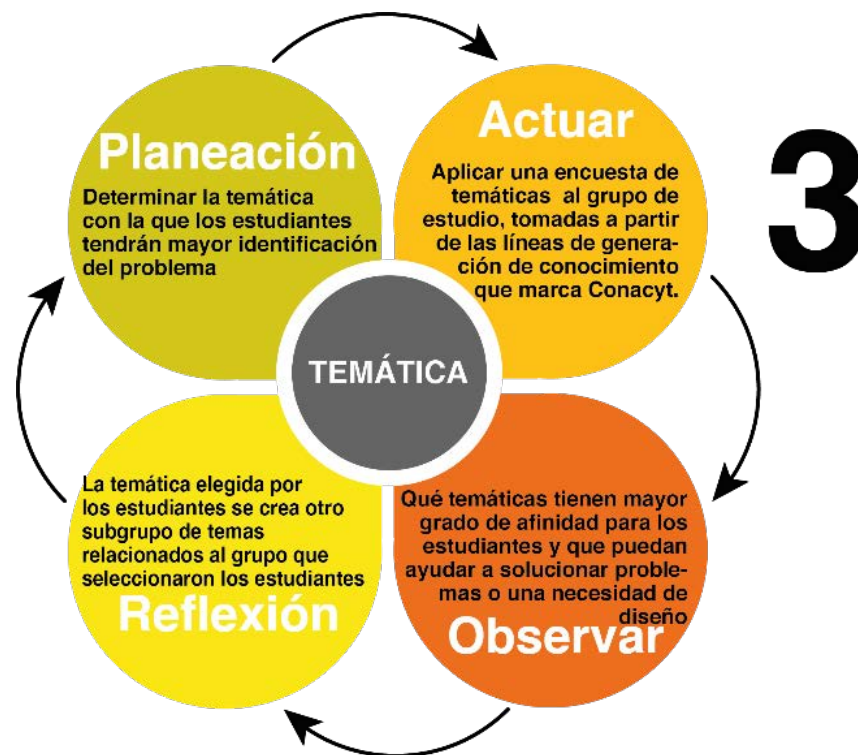 Planeación
Determinar la temática
con la que los estudiantes
tendrán mayor identificación
del problema
Actuar
Aplicar una encuesta de
temáticas al grupo de
estudio, tomadas a partir
de las líneas de genera-
ción de conocimiento
que marca Conacyt.
3
TEMÁTICA
La temática elegida por
los estudiantes se crea otro
subgrupo de temas
relacionados al grupo que
seleccionaron los estudiantes
Reflexión
Qué temáticas tienen mayor
grado de afinidad para los
estudiantes y que puedan
ayudar a solucionar proble-
mas o una necesidad de
diseño
Observar